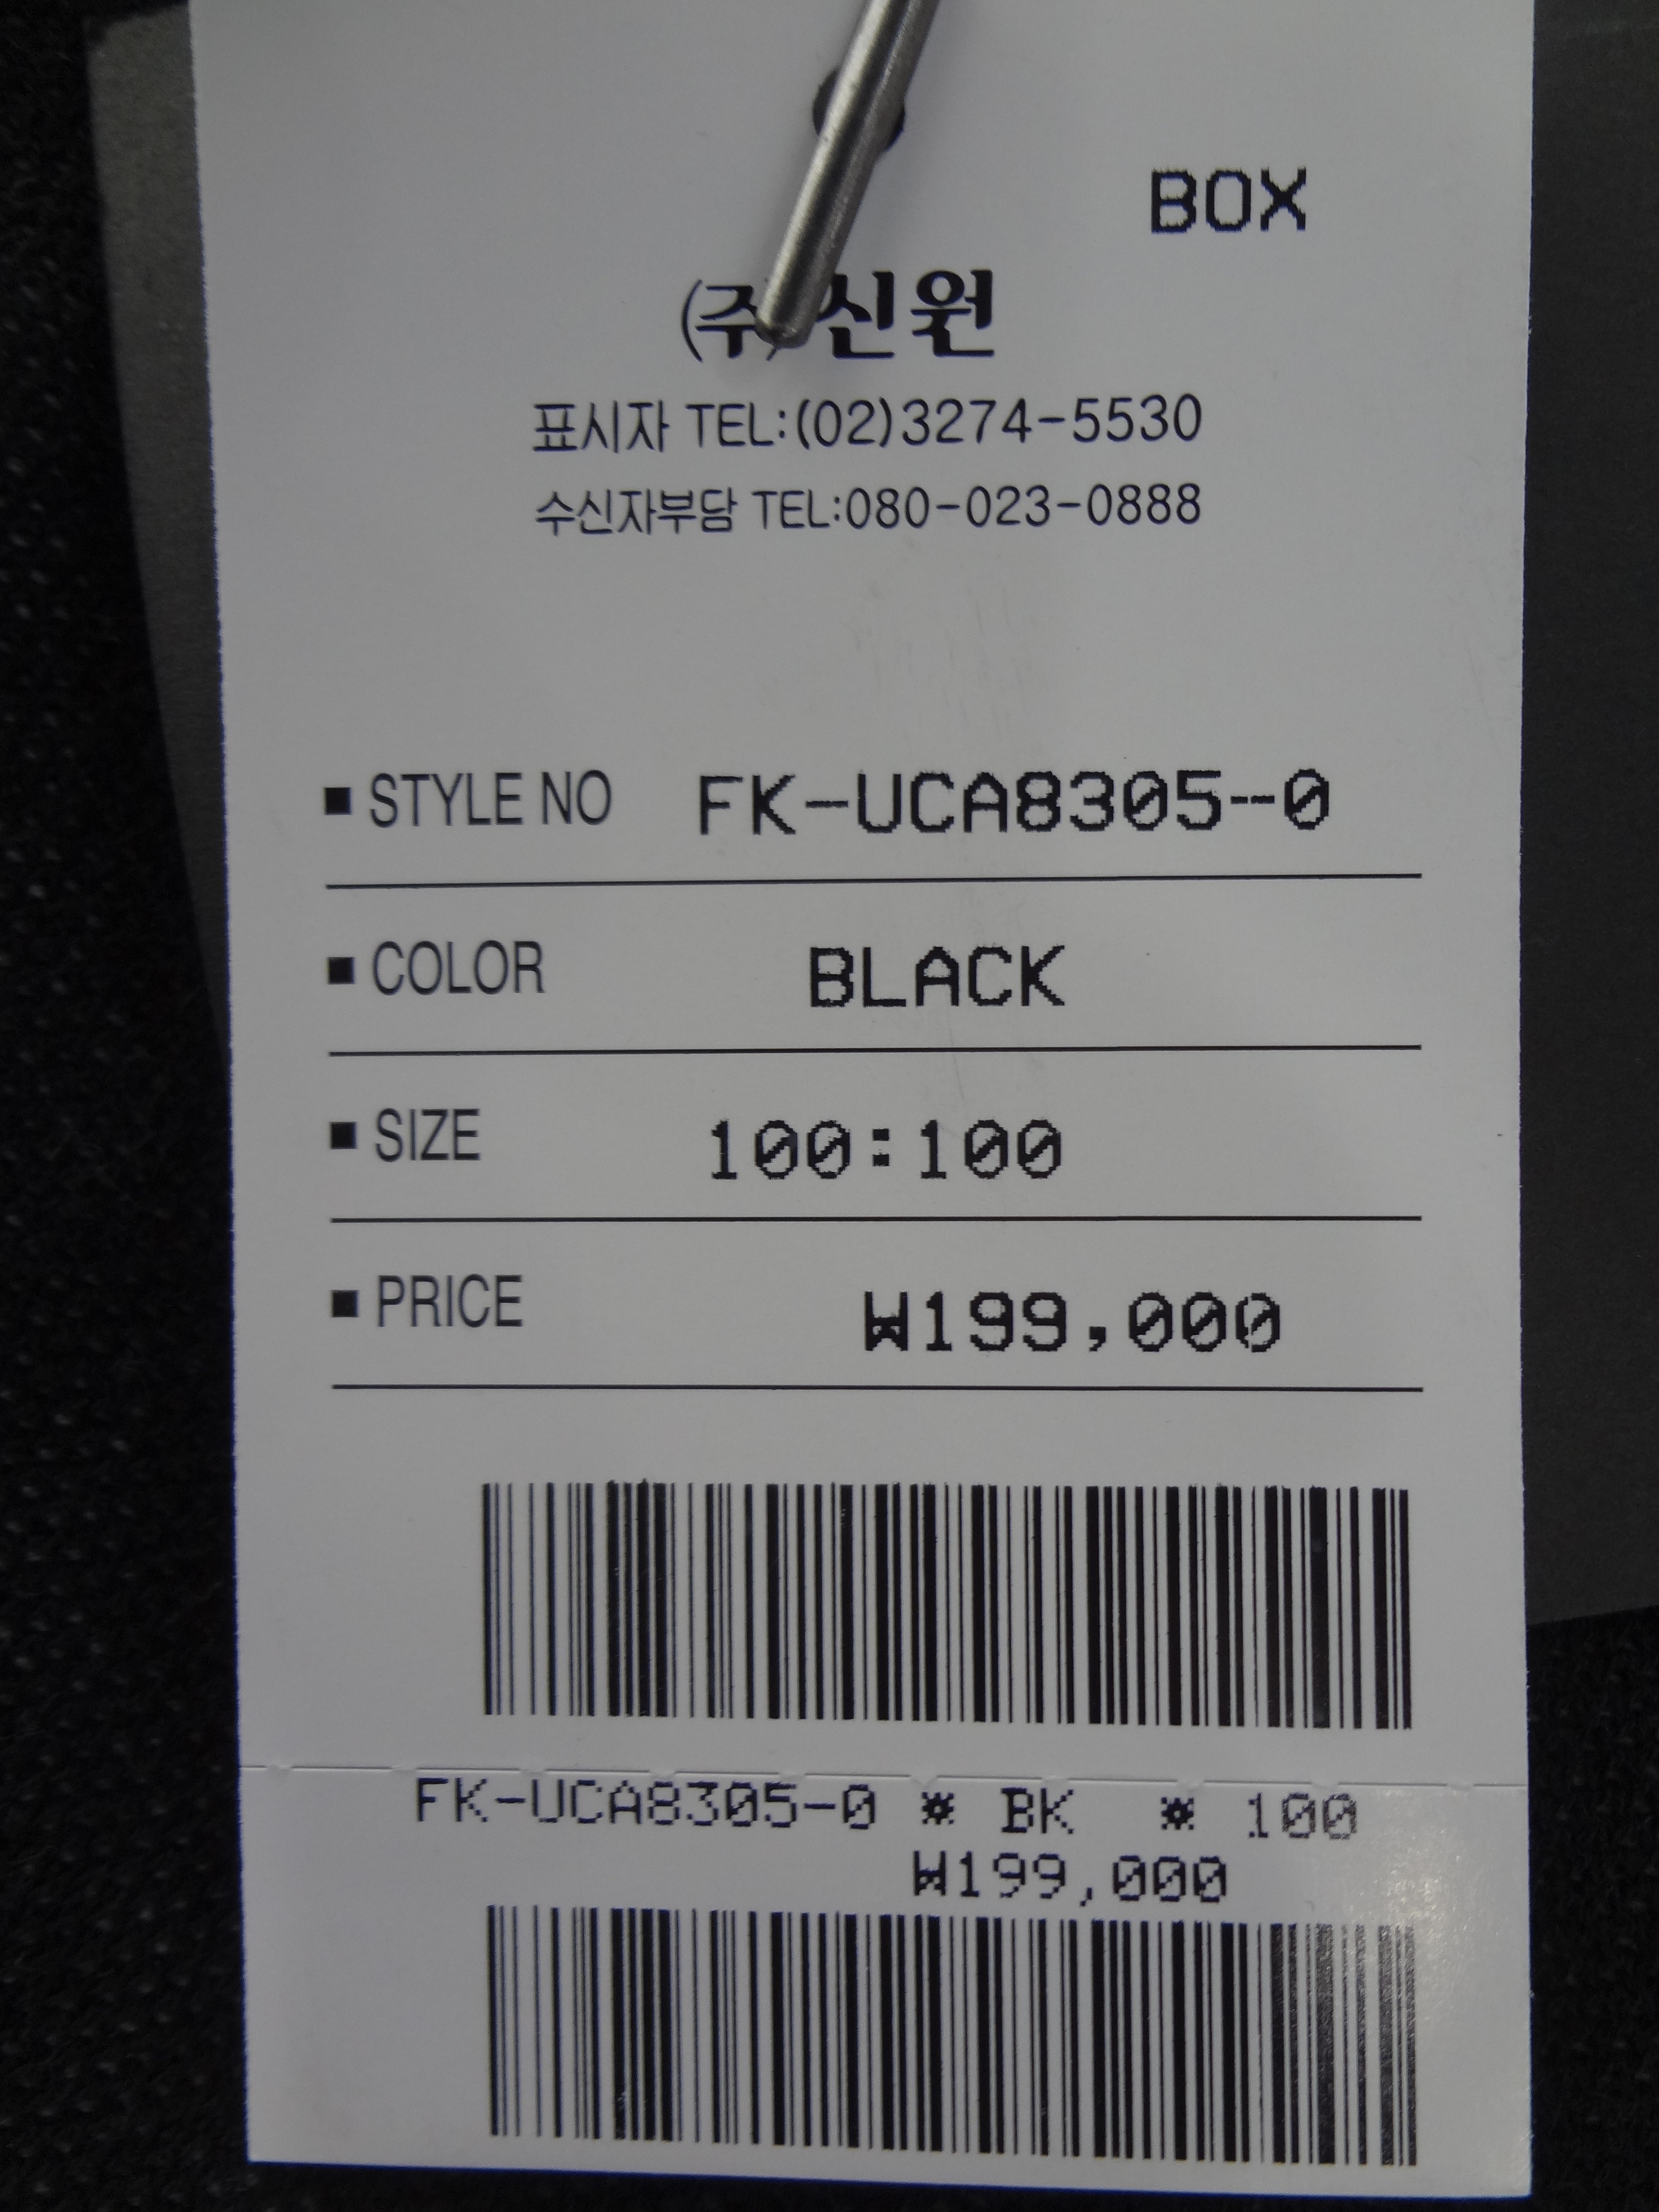 BOX
(주)신원
표시자 TEL:(02)3274-5530
수신자부담 TEL:080-023-0888
■ STYLE NO FK-UCA8305--0
■ COLOR BLACK
■ SIZE 100:100
■ PRICE ₩199,000
FK-UCA8305-0 * BK * 100
₩199,000